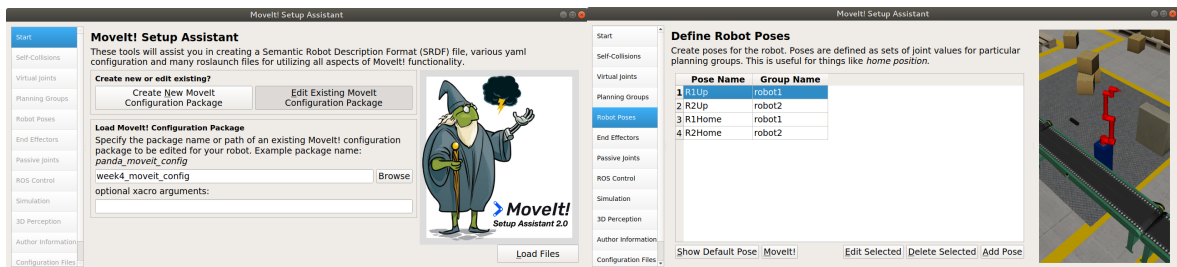 MoveIt! Setup Assistant
Start
Self-Collisions
Virtual Joints
Planning Groups
Robot Poses
End Effectors
Passive Joints
ROS Control
Simulation
3D Perception
Author Information
Configuration Files
MoveIt! Setup Assistant
These tools will assist you in creating a Semantic Robot Description Format (SRDF) file, various yaml
configuration and many roslaunch files for utilizing all aspects of MoveIt! functionality.
Create new or edit existing?
Create New MoveIt
Configuration Package
Edit Existing MoveIt
Configuration Package
Load MoveIt! Configuration Package
Specify the package name or path of an existing MoveIt! configuration
package to be edited for your robot. Example package name:
panda_moveit_config
week4_moveit_config Browse
optional xacro arguments:
MoveIt!
Setup Assistant 2.0
Load Files
MoveIt! Setup Assistant
Start
Self-Collisions
Virtual Joints
Planning Groups
Robot Poses
End Effectors
Passive Joints
ROS Control
Simulation
3D Perception
Author Information
Configuration Files
Define Robot Poses
Create poses for the robot. Poses are defined as sets of joint values for particular
planning groups. This is useful for things like home position.
Pose Name Group Name
1 R1Up robot1
2 R2Up robot2
3 R1Home robot1
4 R2Home robot2
Show Default Pose MoveIt! Edit Selected Delete Selected Add Pose